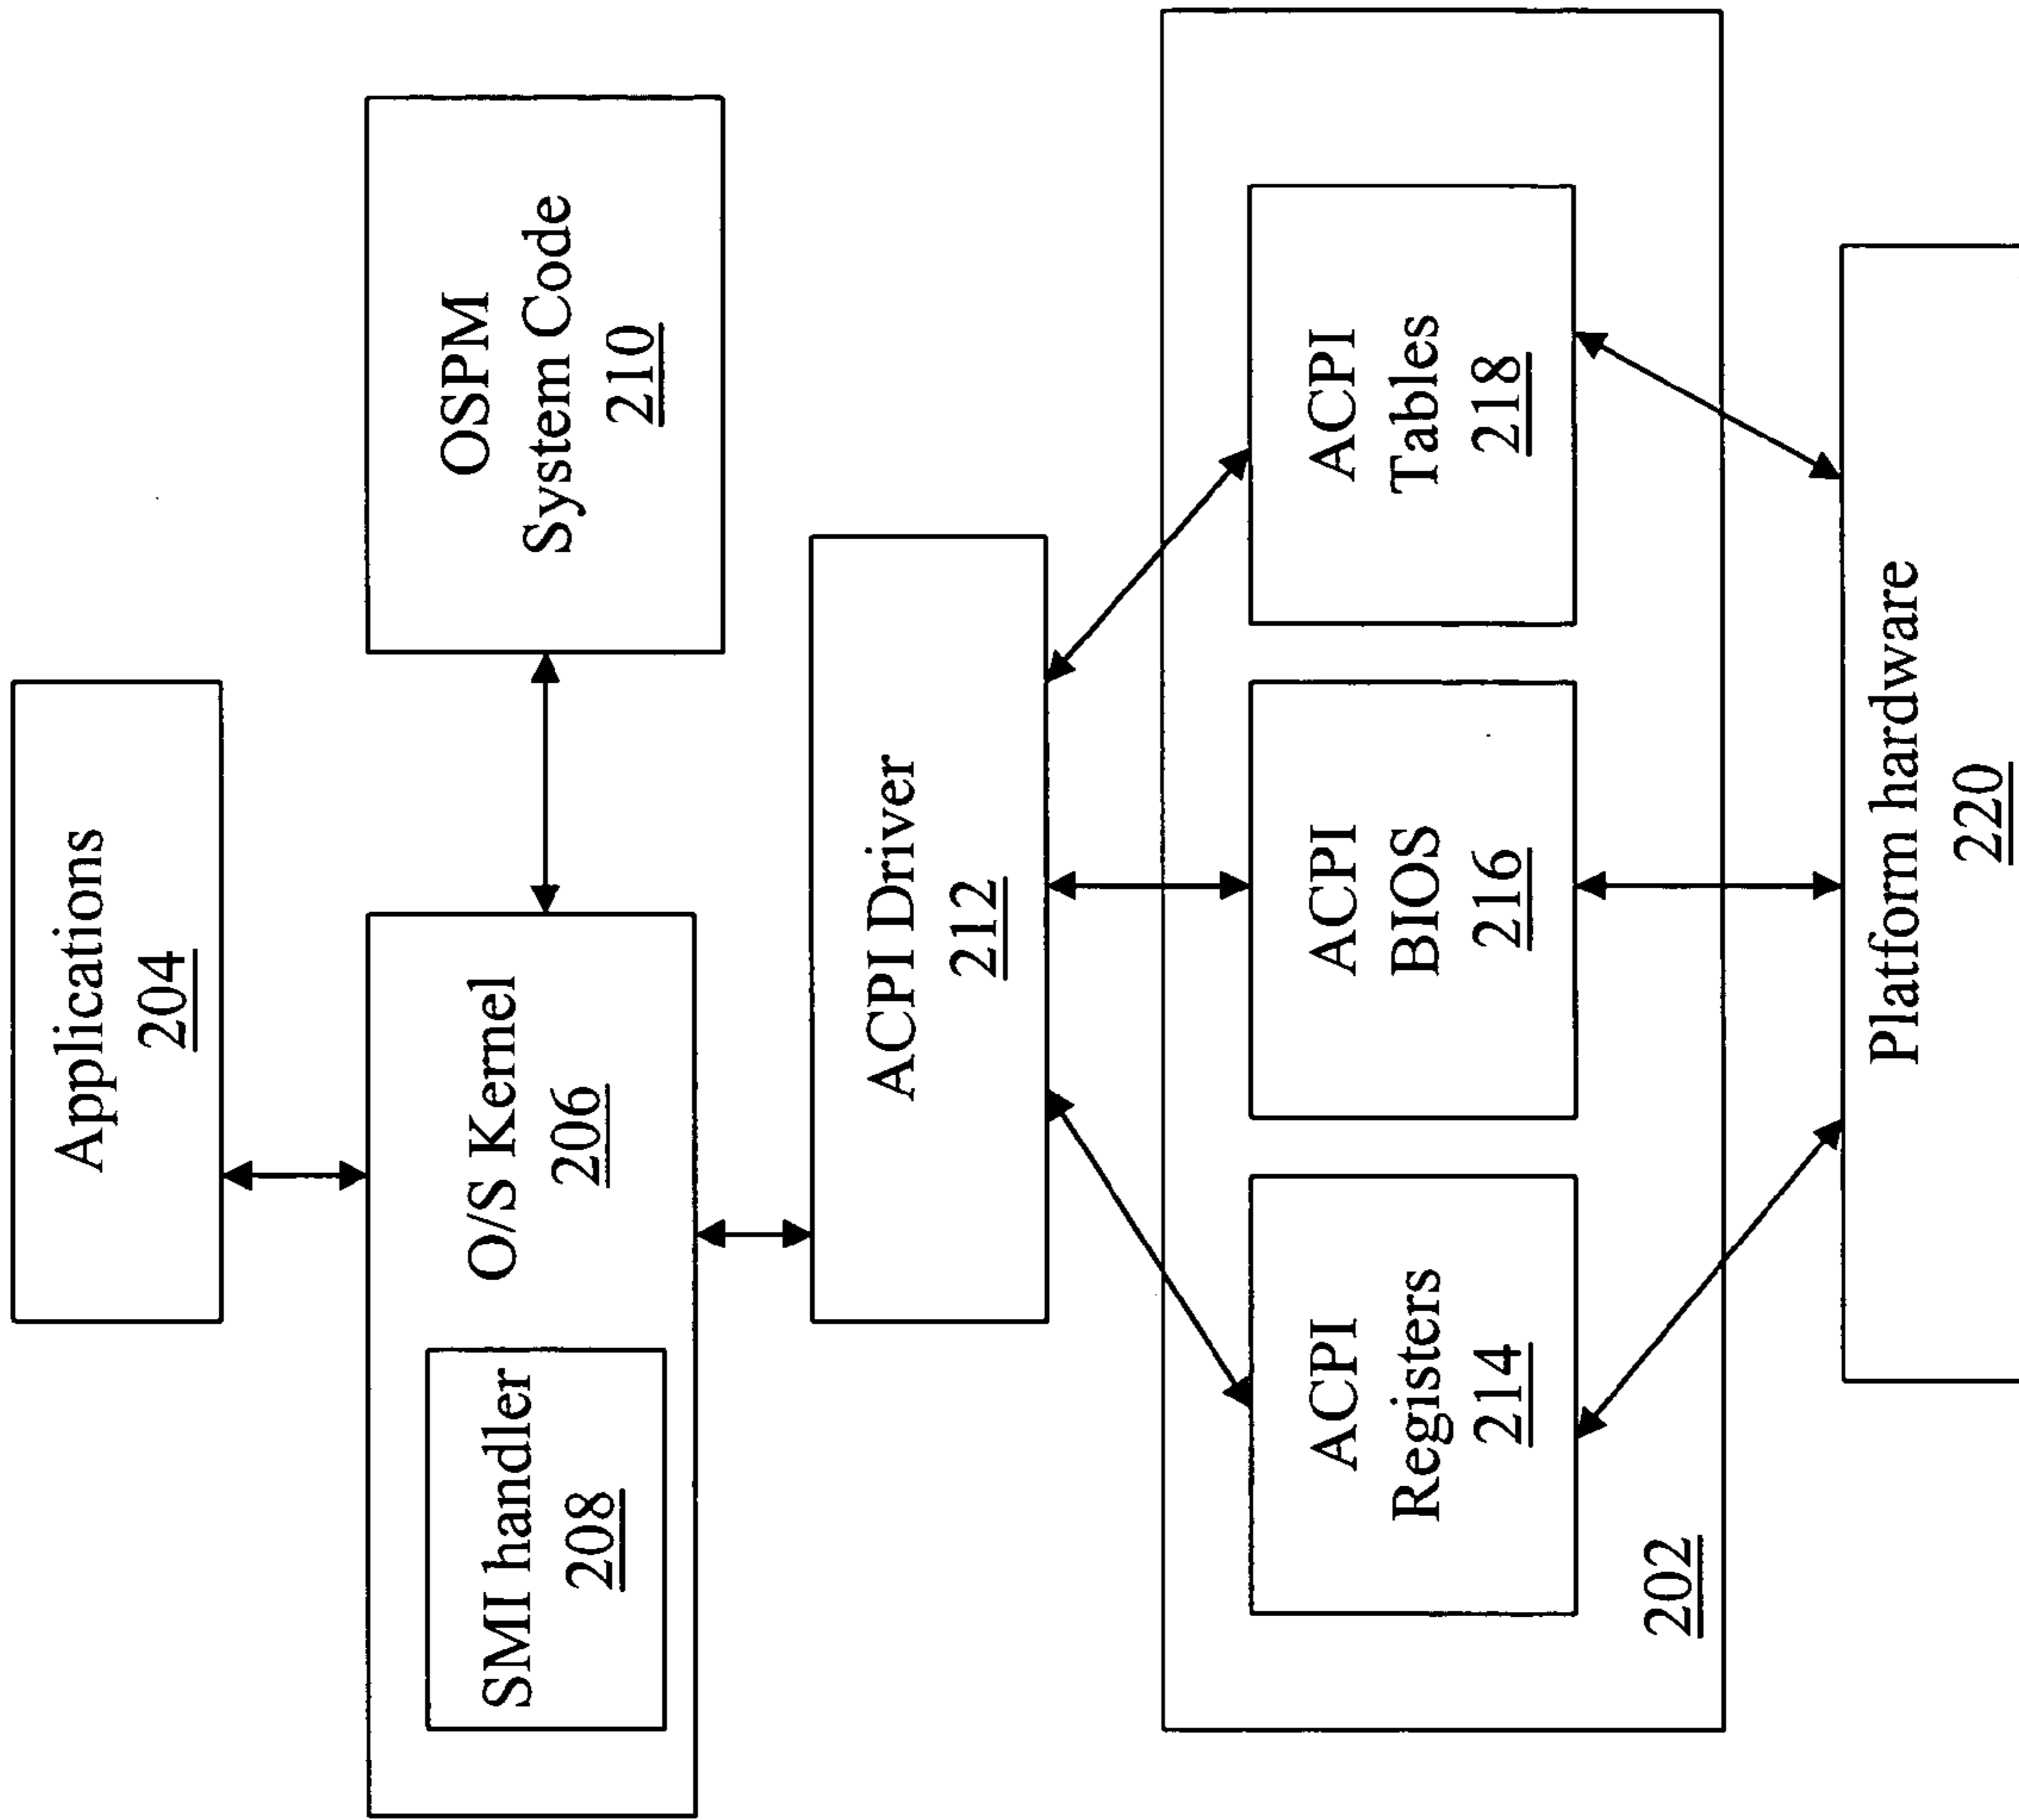 Applications
204
SMI handler
208
O/S Kernel
206
OSPM
System Code
210
ACPI Driver
212
ACPI
Registers
214
ACPI
BIOS
216
ACPI
Tables
218
202
Platform hardware
220